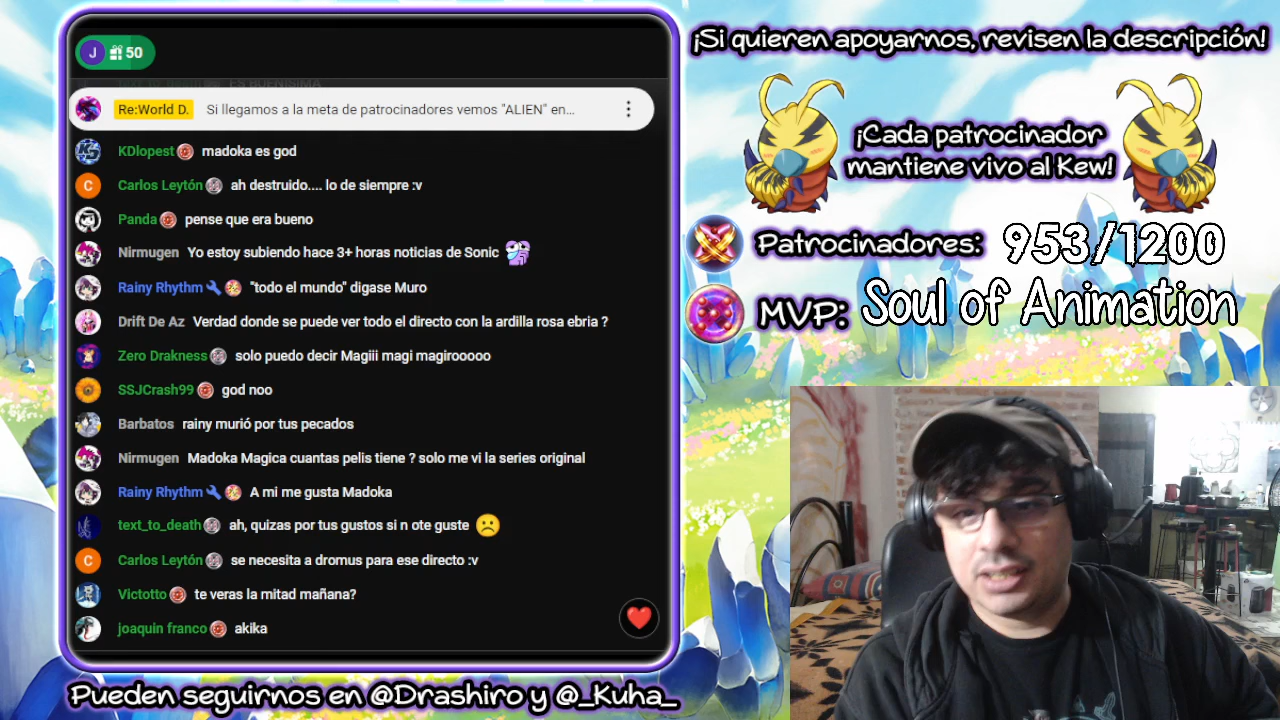 J 50
¡Si quieren apoyarnos, revisen la descripción!
ES BUENISIMA
Re:World D. Si llegamos a la meta de patrocinadores vemos "ALIEN" en...
KDlopest madoka es god
Carlos Leytón ah destruido.... lo de siempre :v
Panda pense que era bueno
Nirmugen Yo estoy subiendo hace 3+ horas noticias de Sonic
Rainy Rhythm "todo el mundo" digase Muro
Drift De Az Verdad donde se puede ver todo el directo con la ardilla rosa ebria ?
Zero Drakness solo puedo decir Magiii magi magirooooo
SSJCrash99 god noo
Barbatos rainy murió por tus pecados
Nirmugen Madoka Magica cuantas pelis tiene ? solo me vi la series original
Rainy Rhythm A mi me gusta Madoka
text_to_death ah, quizas por tus gustos si n ote guste
Carlos Leytón se necesita a dromus para ese directo :v
Victotto te veras la mitad mañana?
joaquin franco akika
¡Cada patrocinador
mantiene vivo al Kew!
Patrocinadores: 953/1200
MVP: Soul of Animation
Pueden seguirnos en @Drashiro y @_Kuha_